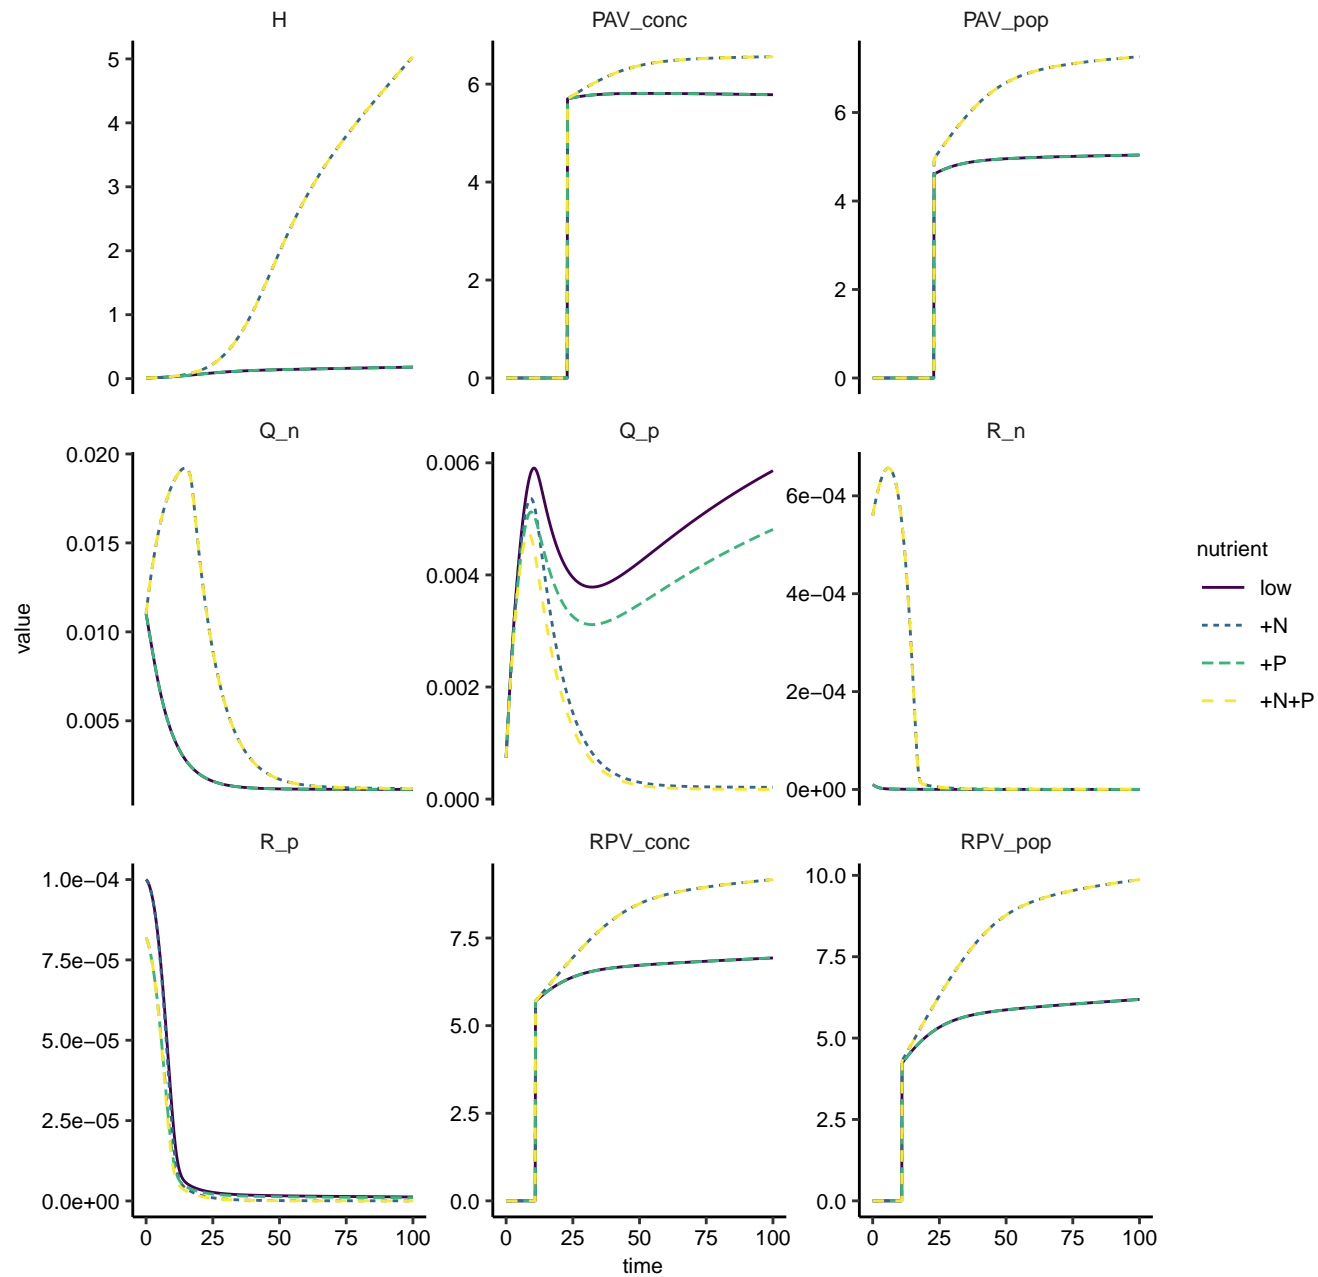 H
PAV_conc
PAV_pop
5
4
3
2
1
0
6
4
2
0
6
4
2
0
Q_n
Q_p
R_n
0.020
0.015
0.010
0.005
0.006
0.004
0.002
0.000
6e−04
4e−04
2e−04
0e+00
value
nutrient
low
+N
+P
+N+P
R_p
RPV_conc
RPV_pop
1.0e−04
7.5e−05
5.0e−05
2.5e−05
0.0e+00
7.5
5.0
2.5
0.0
10.0
7.5
5.0
2.5
0.0
0 25 50 75 100
0 25 50 75 100
0 25 50 75 100
time